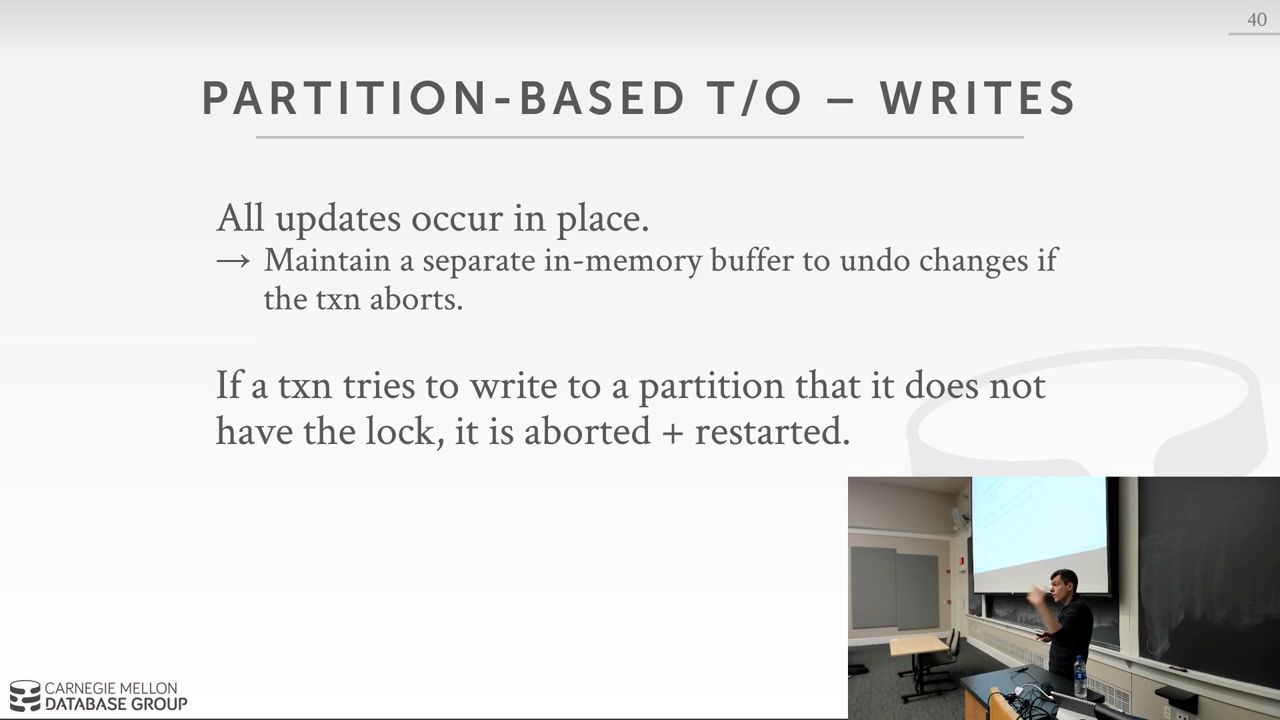 40
PARTITION-BASED T/O – WRITES
All updates occur in place.
→ Maintain a separate in-memory buffer to undo changes if
the txn aborts.
If a txn tries to write to a partition that it does not
have the lock, it is aborted + restarted.
CARNEGIE MELLON
DATABASE GROUP